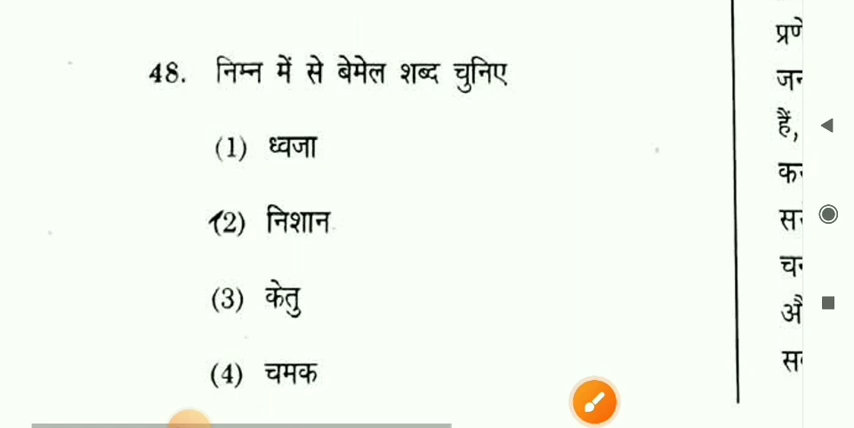 48. निम्न में से बेमेल शब्द चुनिए
(1) ध्वजा
(2) निशान
(3) केतु
(4) चमक
हैं,